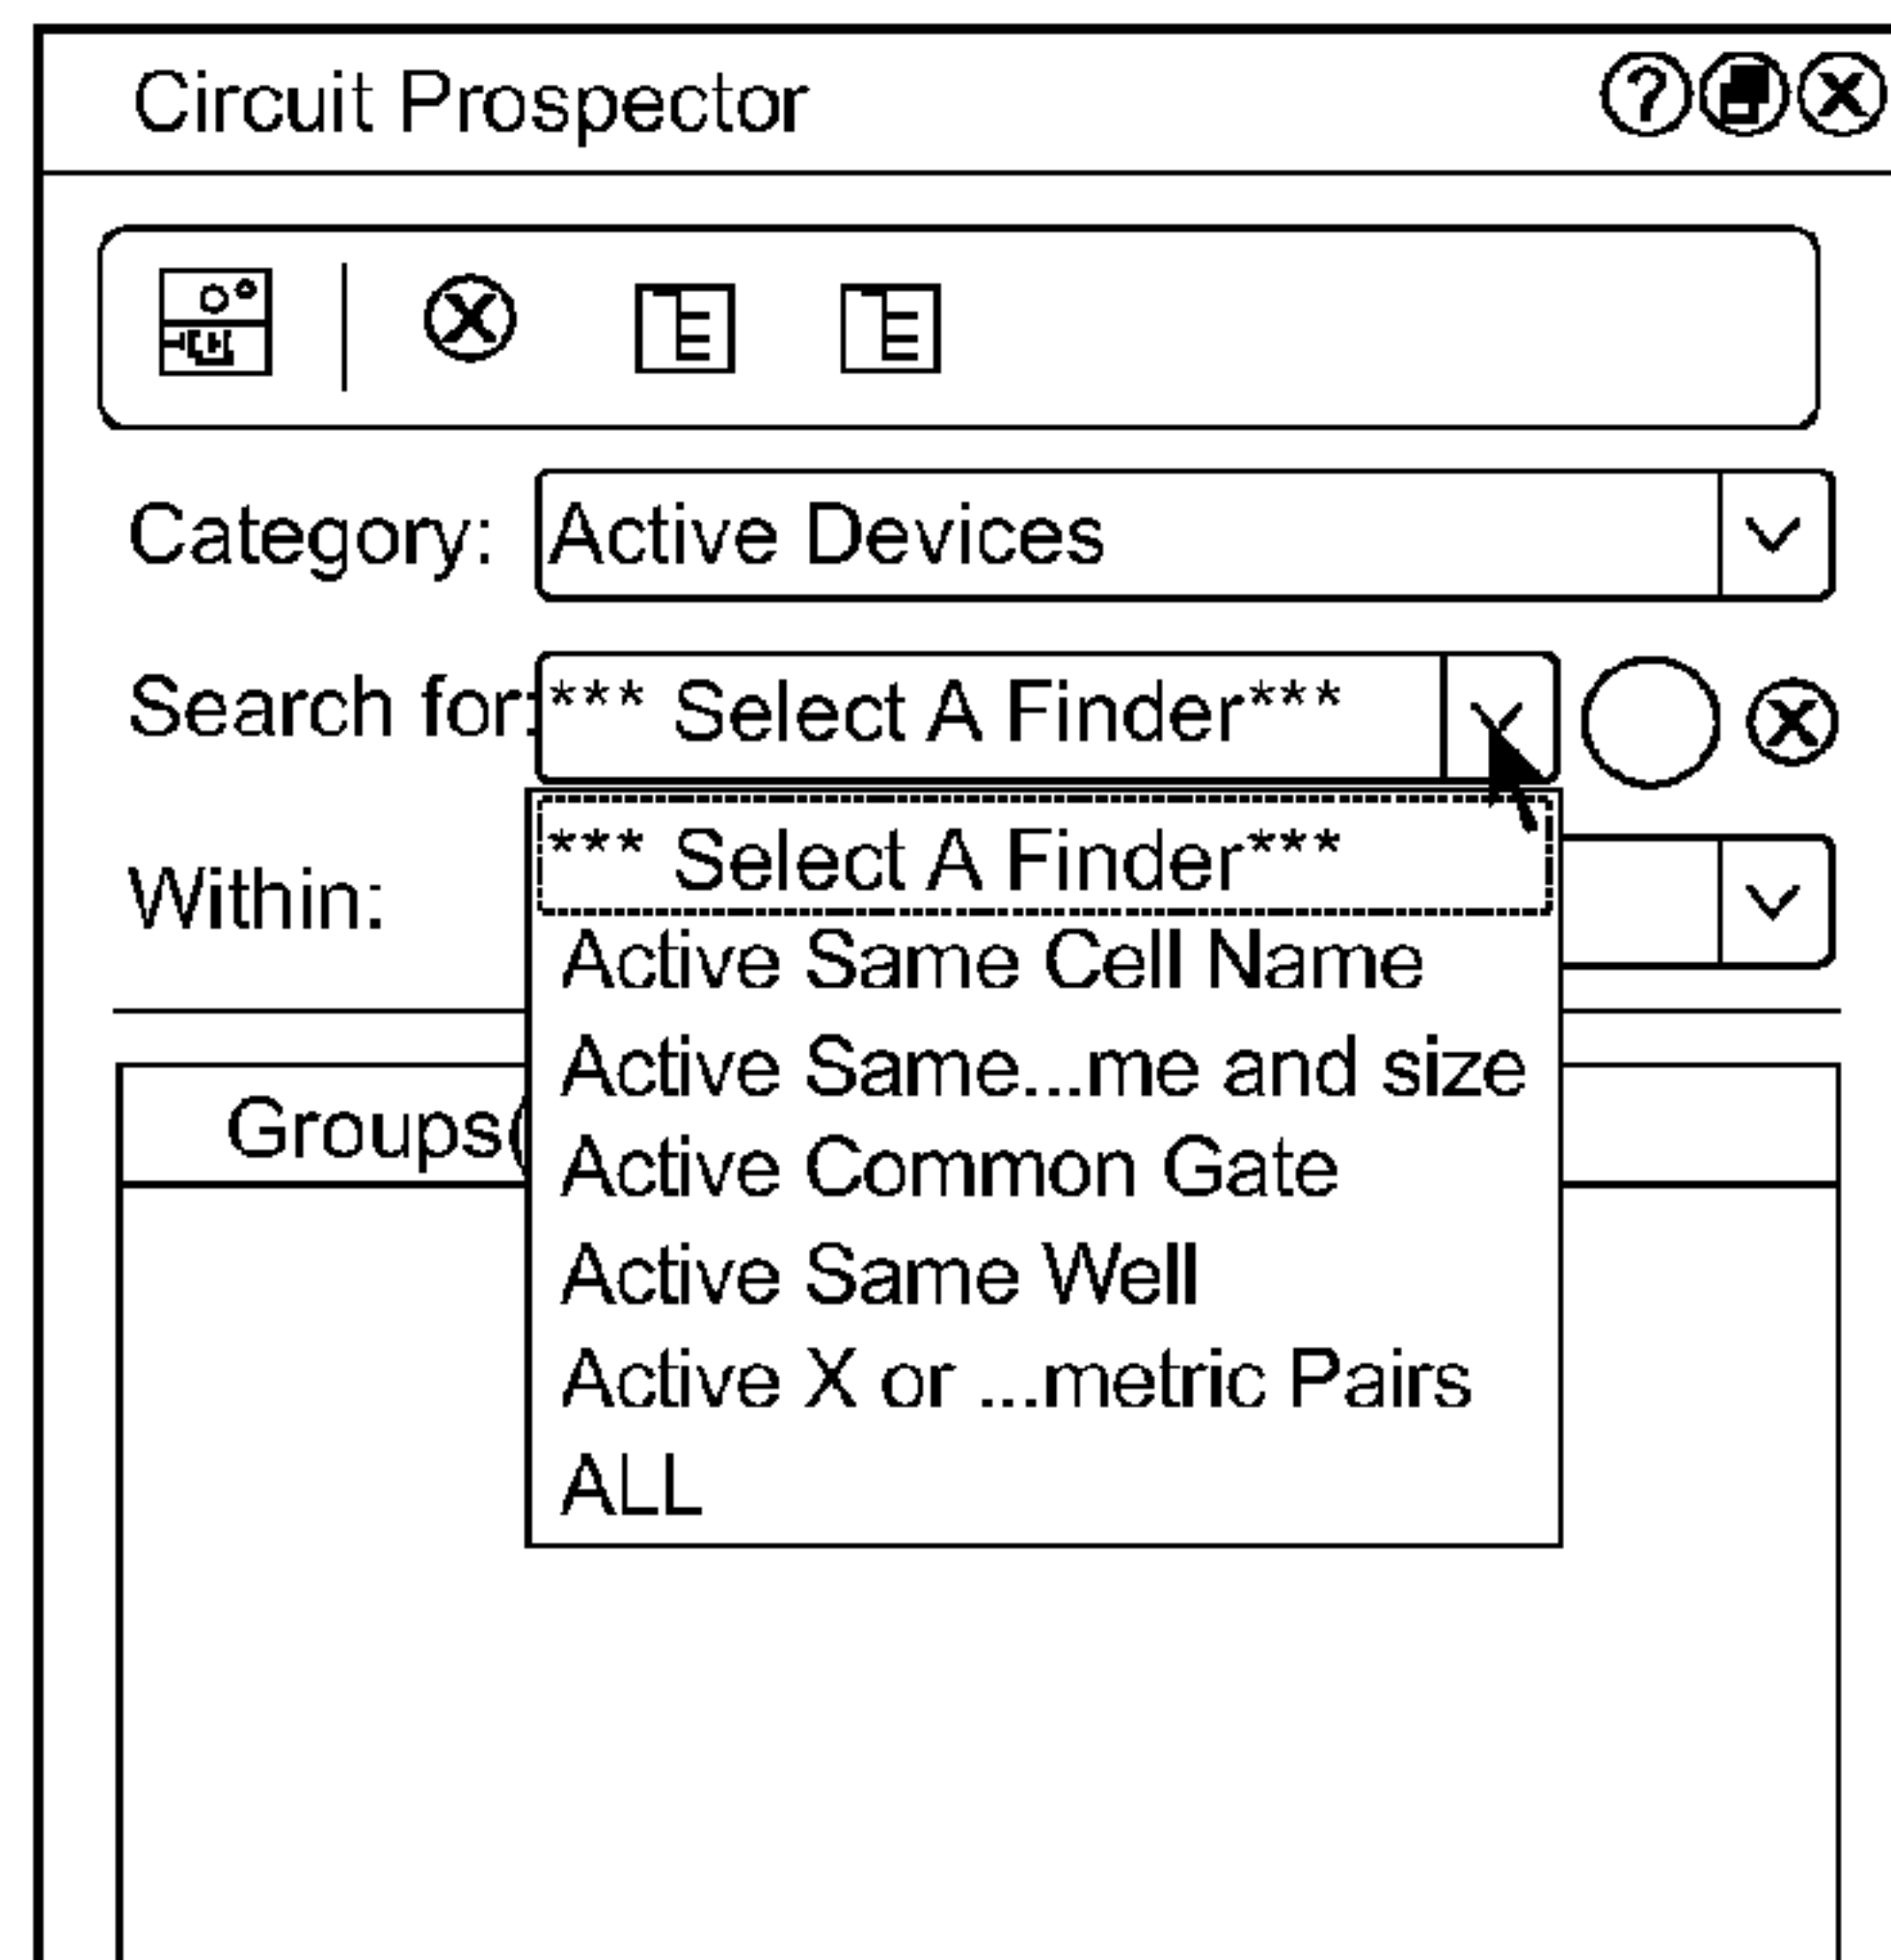 Circuit Prospector
Category: Active Devices
Search for: *** Select A Finder***
*** Select A Finder***
Within:
Active Same Cell Name
Active Same...me and size
Groups(
Active Common Gate
Active Same Well
Active X or ...metric Pairs
ALL